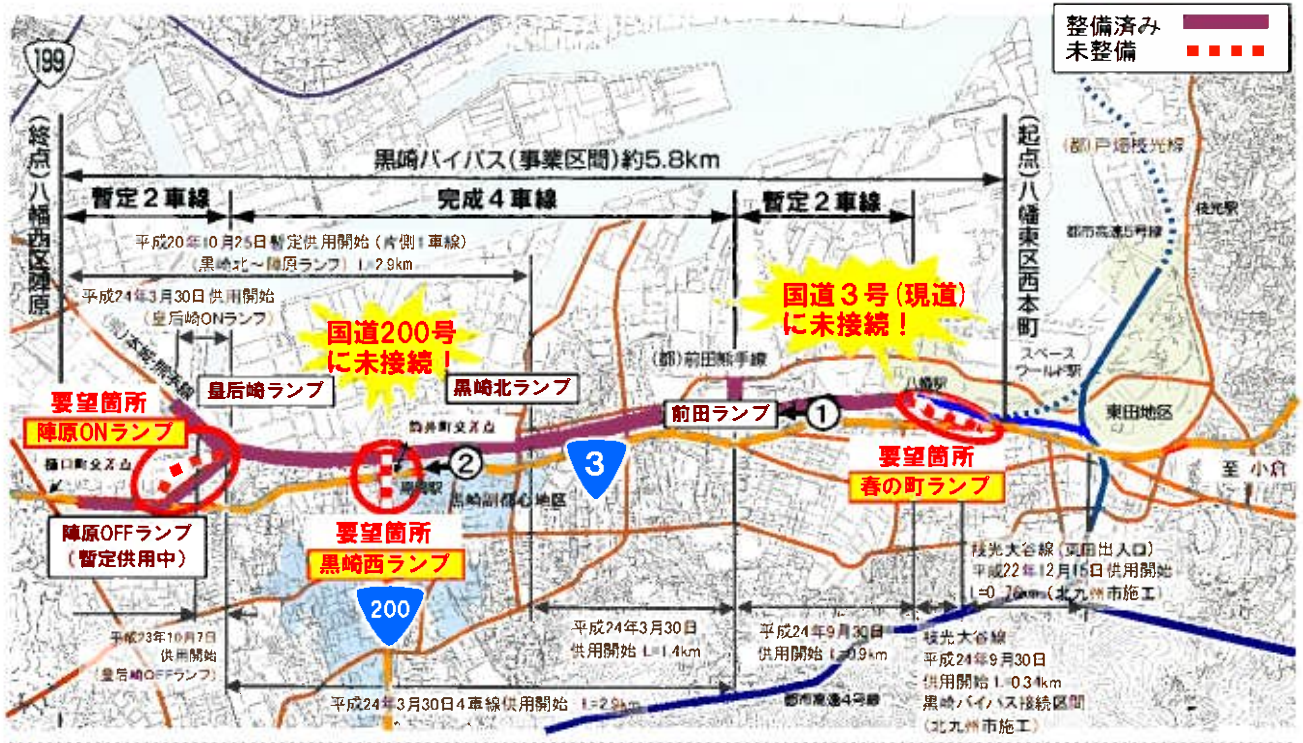 整備済み
未整備
199
(終点)八幡西区陣原
(起点)八幡東区西本町
黒崎バイパス(事業区間)約5.8km
暫定2車線
完成4車線
暫定2車線
(都)戸畑枝光線
枝光駅
都市高速5号線
平成20年10月25日暫定供用開始(片側1車線)
(黒崎北～陣原ランプ) L=2.9km
平成24年3月30日供用開始
(皇后崎ONランプ)
国道200号
に未接続!
国道3号(現道)
に未接続!
(都)前田熊手線
スペース
ワールド駅
八幡駅
東田地区
皇后崎ランプ
黒崎北ランプ
前田ランプ
①
要望箇所
陣原ONランプ
筒井町交差点
②
3
要望箇所
春の町ランプ
至 小倉
樋口町交差点
黒崎駅
黒崎副都心地区
陣原OFFランプ
(暫定供用中)
要望箇所
黒崎西ランプ
200
枝光大谷線(東田出入口)
平成22年12月15日供用開始
L=0.76km(北九州市施工)
平成23年10月7日
供用開始
(皇后崎OFFランプ)
平成24年3月30日
供用開始 L=1.4km
平成24年9月30日
供用開始 L=0.9km
枝光大谷線
平成24年9月30日
供用開始 L=0.34km
黒崎バイパス接続区間
(北九州市施工)
平成24年3月30日4車線供用開始 L=2.9km
都市高速4号線